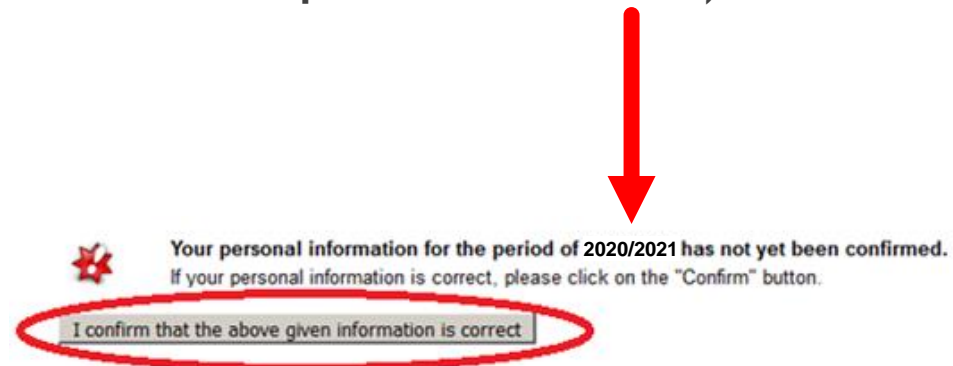 Your personal information for the period of 2020/2021 has not yet been confirmed.
If your personal information is correct, please click on the "Confirm" button.
I confirm that the above given information is correct